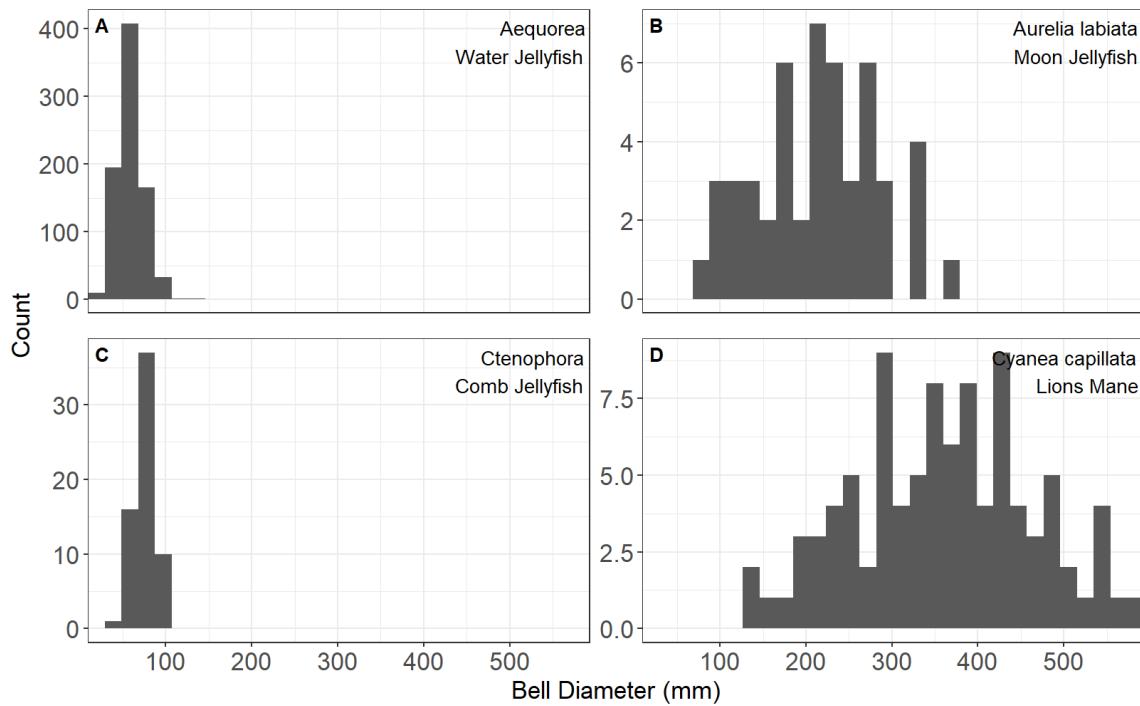 A
Aequorea
Water Jellyfish
400
300
200
100
0
B
Aurelia labiata
Moon Jellyfish
6
4
2
0
C
Ctenophora
Comb Jellyfish
30
20
10
0
D
Cyanea capillata
Lions Mane
7.5
5.0
2.5
0.0
Count
100 200 300 400 500
100 200 300 400 500
Bell Diameter (mm)